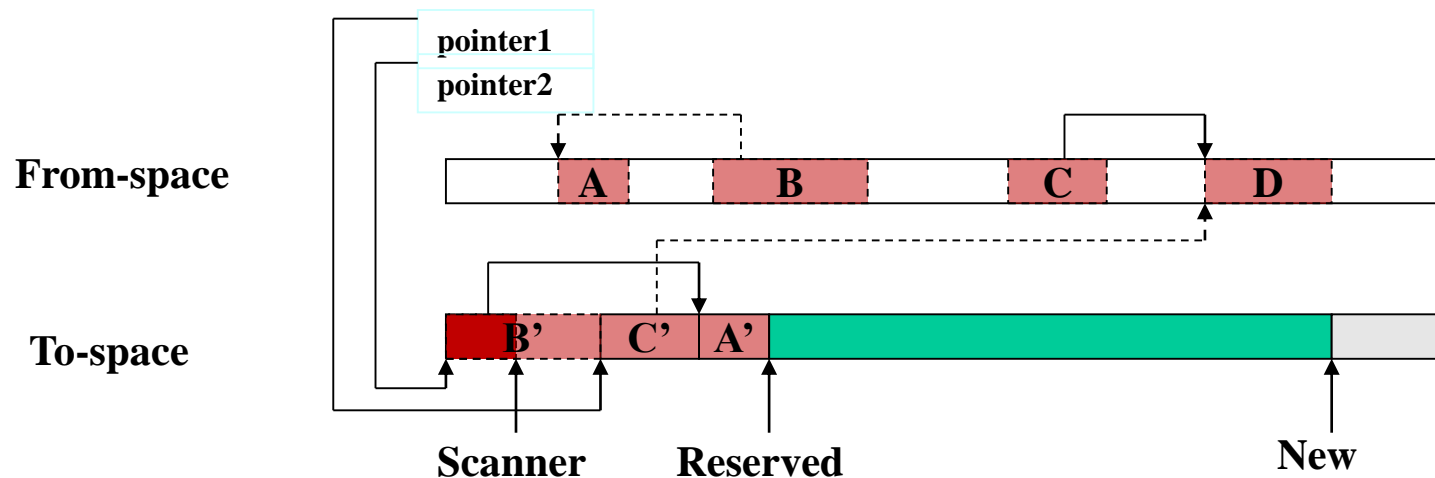 pointer1
pointer2
From-space
A B C D
To-space
B’ C’ A’
Scanner Reserved New